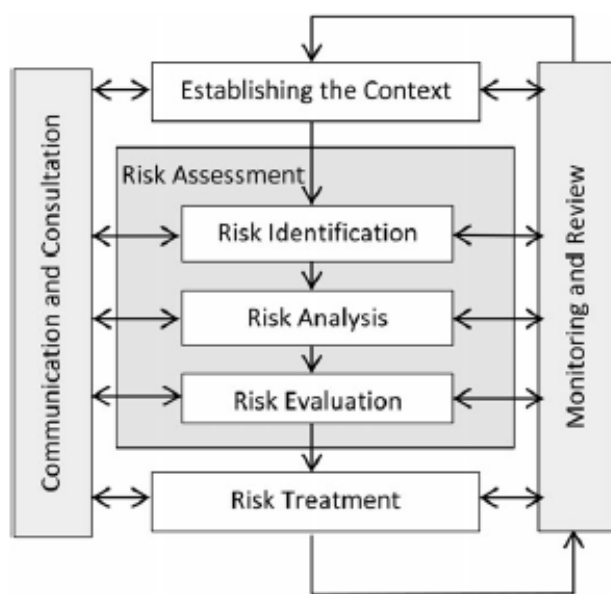 Establishing the Context
Risk Assessment
Risk Identification
Risk Analysis
Risk Evaluation
Risk Treatment
Communication and Consultation
Monitoring and Review